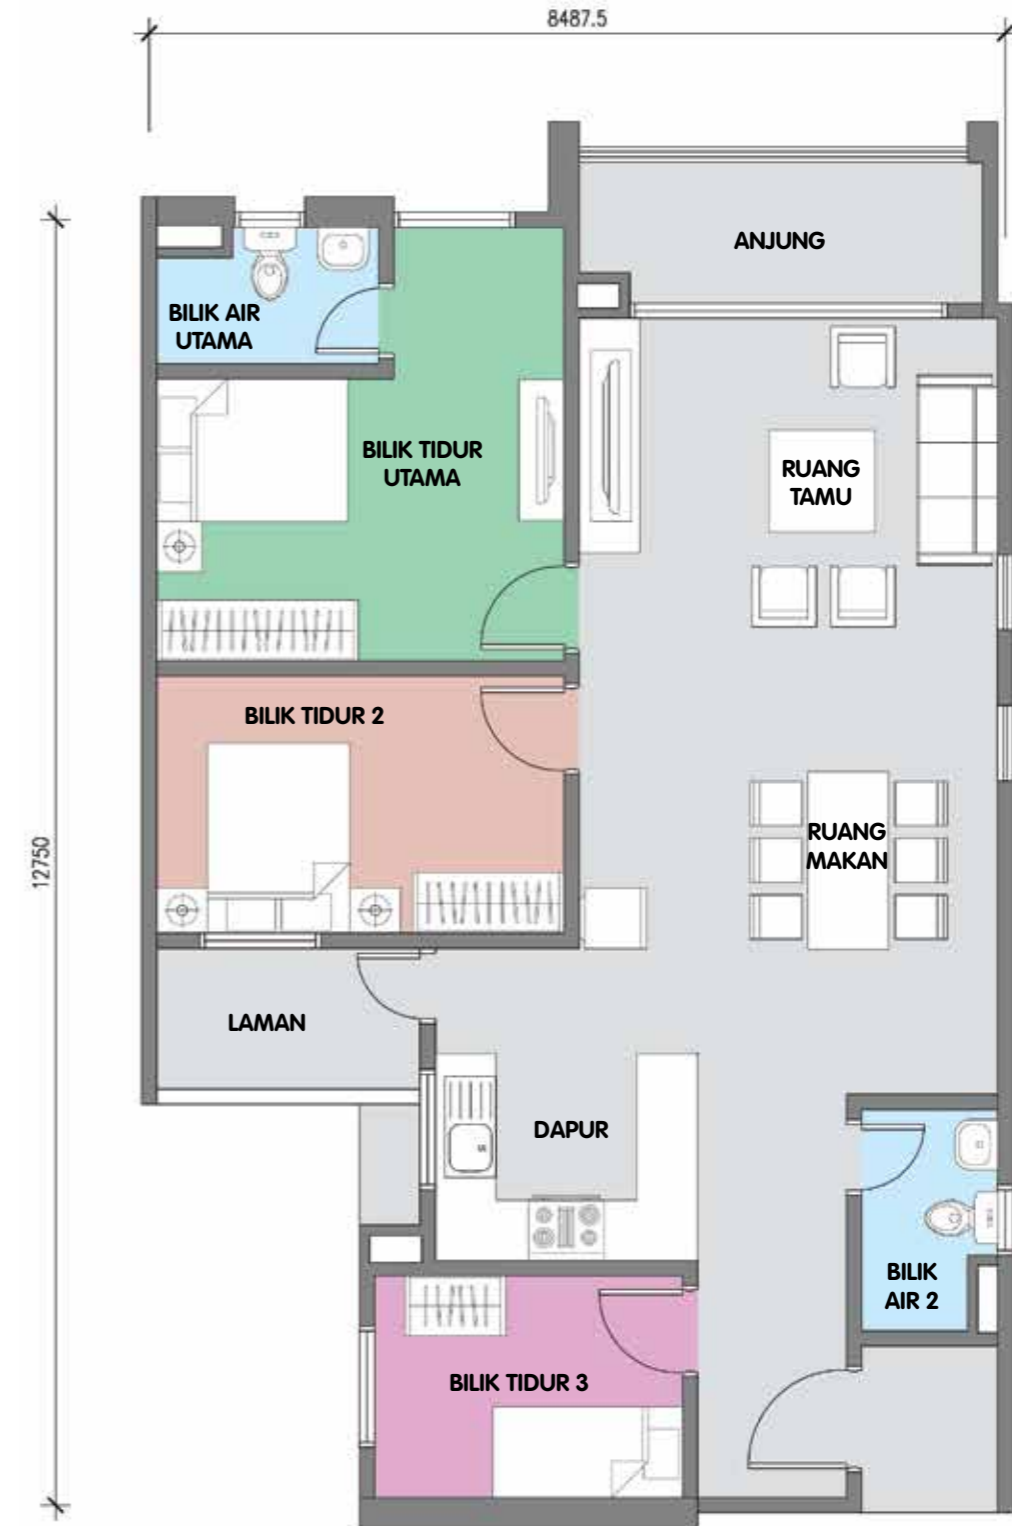 8487.5
ANJUNG
BILIK AIR
UTAMA
BILIK TIDUR
UTAMA
RUANG
TAMU
BILIK TIDUR 2
RUANG
MAKAN
12750
LAMAN
DAPUR
BILIK
AIR 2
BILIK TIDUR 3